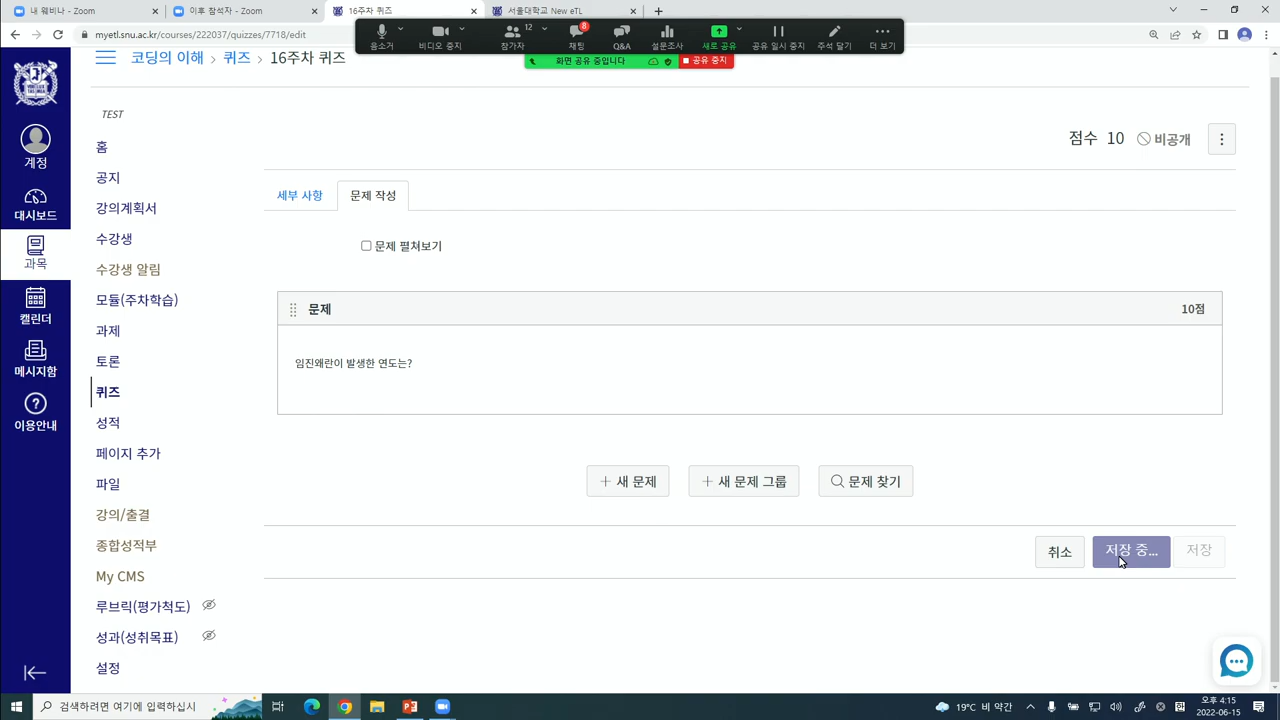 내 웨비나 - Zoom
이후 참석자 - Zoom
16주차 퀴즈
서울대학교 New eTL
myetl.snu.ac.kr/courses/222037/quizzes/7718/edit
음소거
비디오 중지
12
참가자
8
채팅
Q&A
설문조사
새로 공유
공유 일시 중지
주석 달기
더 보기
화면 공유 중입니다
공유 중지
코딩의 이해 > 퀴즈 > 16주차 퀴즈
계정
대시보드
과목
캘린더
메시지함
이용안내
TEST
홈
공지
강의계획서
수강생
수강생 알림
모듈(주차학습)
과제
토론
퀴즈
성적
페이지 추가
파일
강의/출결
종합성적부
My CMS
루브릭(평가척도)
성과(성취목표)
설정
점수 10 비공개
세부 사항
문제 작성
문제 펼쳐보기
문제
10점
임진왜란이 발생한 연도는?
+ 새 문제
+ 새 문제 그룹
문제 찾기
취소
저장 중...
저장
검색하려면 여기에 입력하십시
19°C 비 약간
오후 4:15
2022-06-15